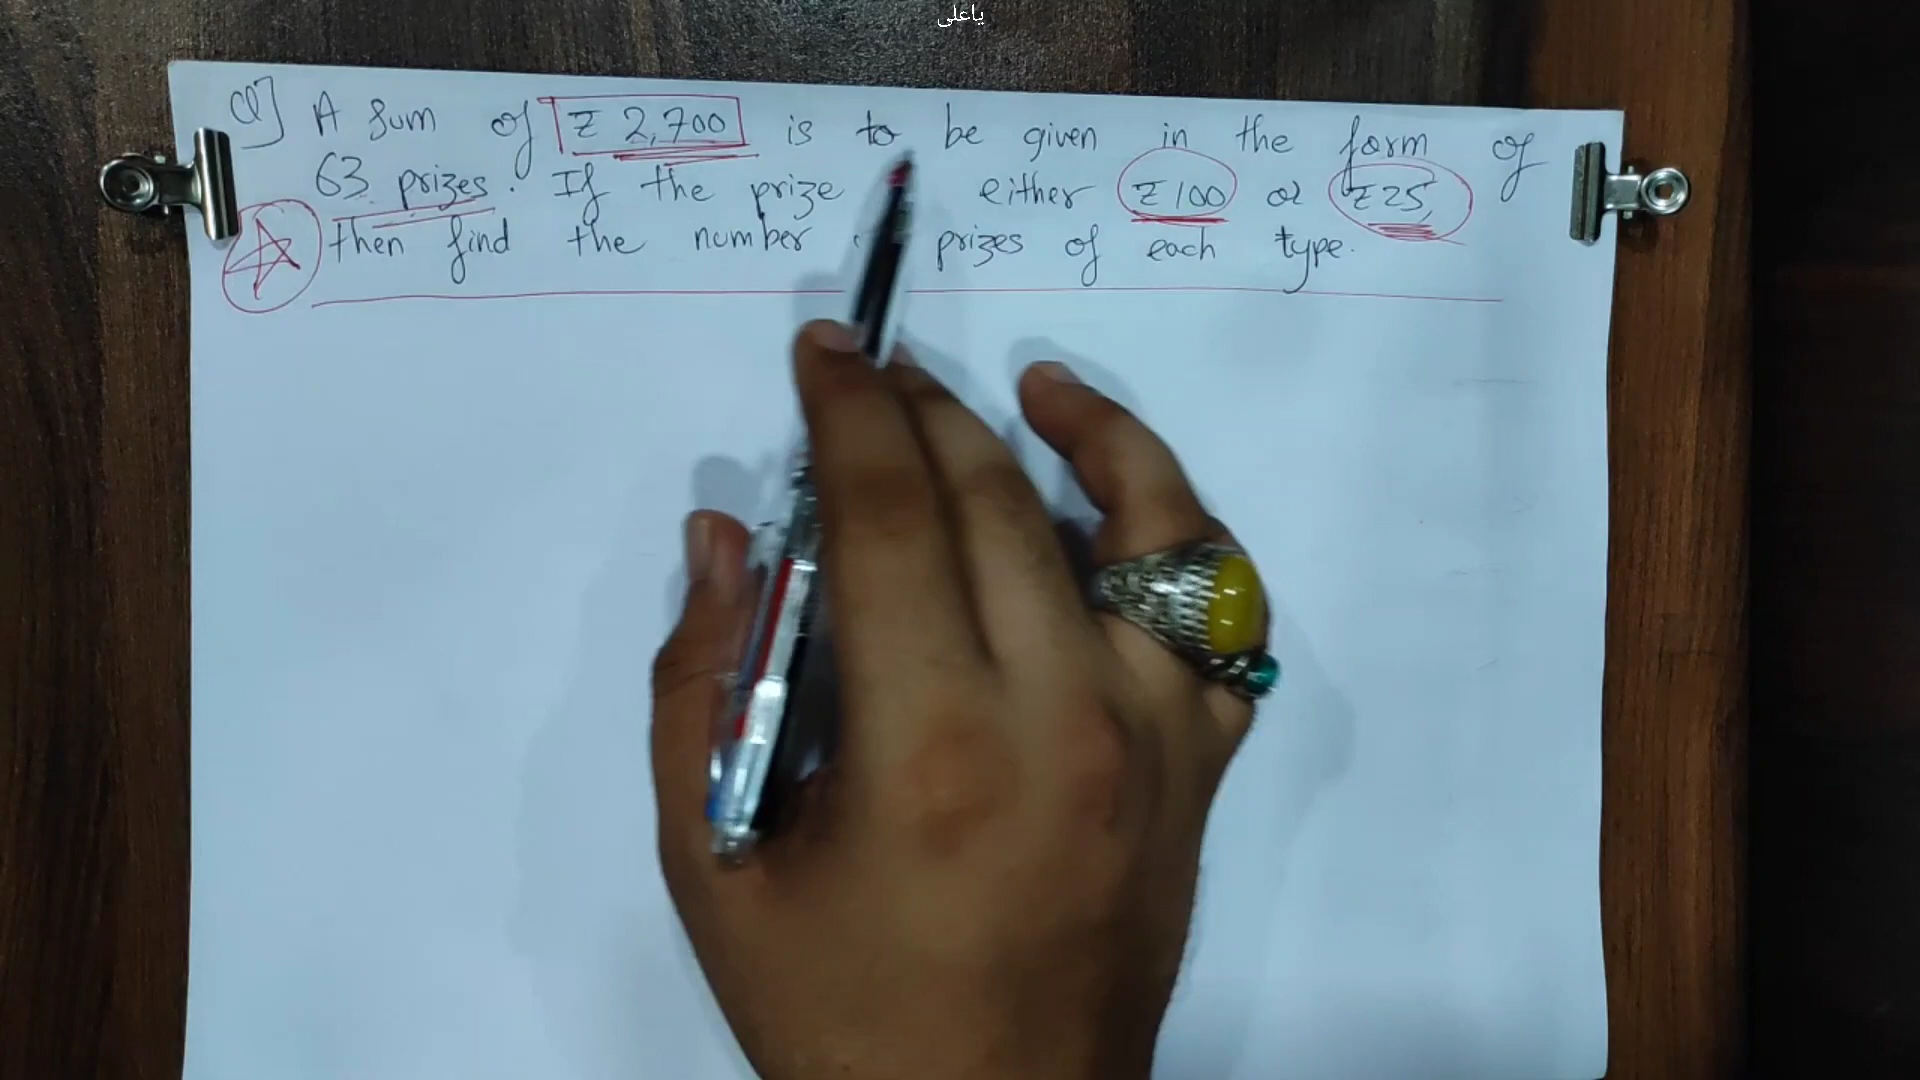 ياعلى
Q] A sum of ₹ 2,700 is to be given in the form of
63 prizes. If the prize either ₹100 or ₹25,
then find the number prizes of each type.